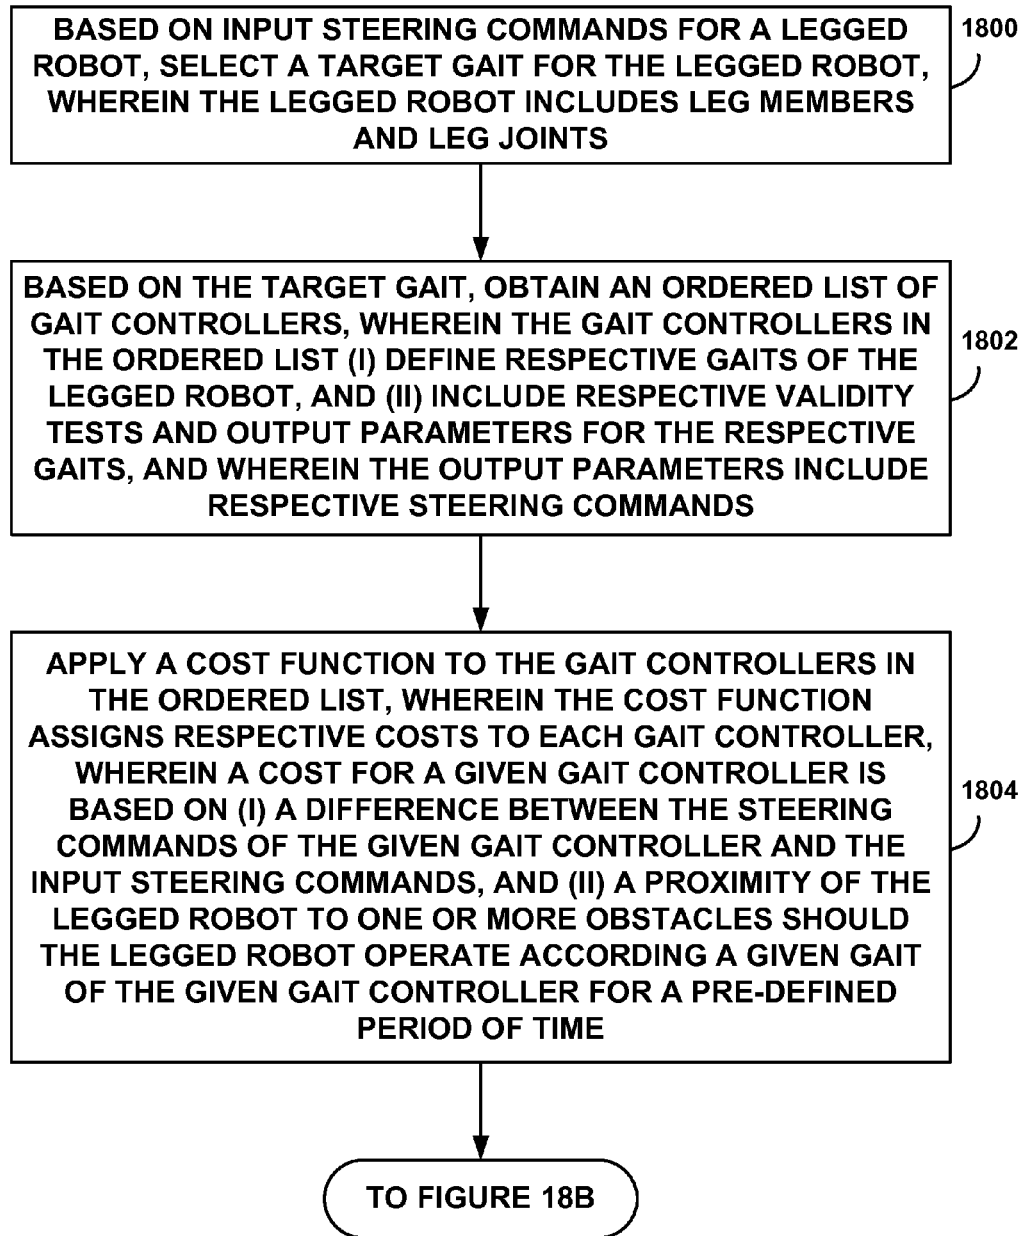 BASED ON INPUT STEERING COMMANDS FOR A LEGGED
ROBOT, SELECT A TARGET GAIT FOR THE LEGGED ROBOT,
WHEREIN THE LEGGED ROBOT INCLUDES LEG MEMBERS
AND LEG JOINTS
1800
BASED ON THE TARGET GAIT, OBTAIN AN ORDERED LIST OF
GAIT CONTROLLERS, WHEREIN THE GAIT CONTROLLERS IN
THE ORDERED LIST (I) DEFINE RESPECTIVE GAITS OF THE
LEGGED ROBOT, AND (II) INCLUDE RESPECTIVE VALIDITY
TESTS AND OUTPUT PARAMETERS FOR THE RESPECTIVE
GAITS, AND WHEREIN THE OUTPUT PARAMETERS INCLUDE
RESPECTIVE STEERING COMMANDS
1802
APPLY A COST FUNCTION TO THE GAIT CONTROLLERS IN
THE ORDERED LIST, WHEREIN THE COST FUNCTION
ASSIGNS RESPECTIVE COSTS TO EACH GAIT CONTROLLER,
WHEREIN A COST FOR A GIVEN GAIT CONTROLLER IS
BASED ON (I) A DIFFERENCE BETWEEN THE STEERING
COMMANDS OF THE GIVEN GAIT CONTROLLER AND THE
INPUT STEERING COMMANDS, AND (II) A PROXIMITY OF THE
LEGGED ROBOT TO ONE OR MORE OBSTACLES SHOULD
THE LEGGED ROBOT OPERATE ACCORDING A GIVEN GAIT
OF THE GIVEN GAIT CONTROLLER FOR A PRE-DEFINED
PERIOD OF TIME
1804
TO FIGURE 18B